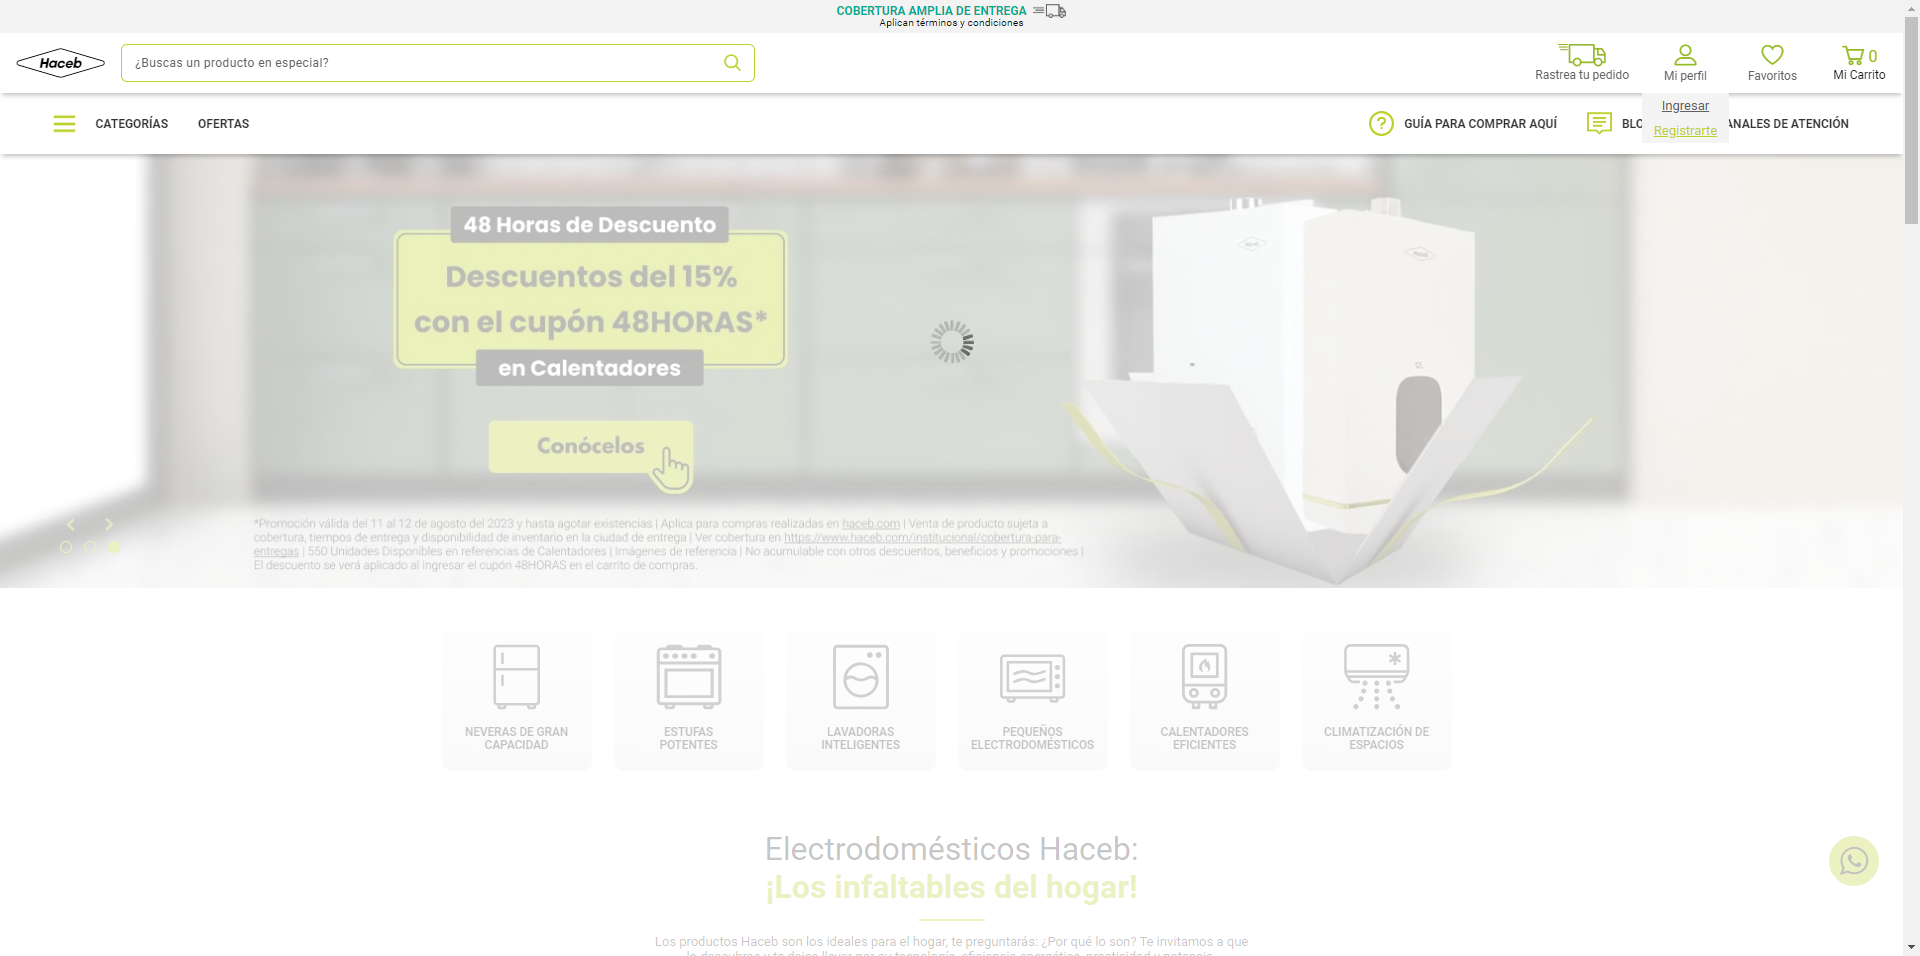 COBERTURA AMPLIA DE ENTREGA
Aplican términos y condiciones
Haceb
¿Buscas un producto en especial?
Rastrea tu pedido
Mi perfil
Favoritos
0
Mi Carrito
Ingresar
Registrarte
CATEGORÍAS
OFERTAS
GUÍA PARA COMPRAR AQUÍ
BLO
ANALES DE ATENCIÓN
48 Horas de Descuento
Descuentos del 15%
con el cupón 48HORAS*
en Calentadores
Conócelos
*Promoción válida del 11 al 12 de agosto del 2023 y hasta agotar existencias | Aplica para compras realizadas en haceb.com | Venta de producto sujeta a
cobertura, tiempos de entrega y disponibilidad de inventario en la ciudad de entrega | Ver cobertura en https://www.haceb.com/institucional/cobertura-para-
entregas | 550 Unidades Disponibles en referencias de Calentadores | Imágenes de referencia | No acumulable con otros descuentos, beneficios y promociones |
El descuento se verá aplicado al ingresar el cupón 48HORAS en el carrito de compras.
NEVERAS DE GRAN
CAPACIDAD
ESTUFAS
POTENTES
LAVADORAS
INTELIGENTES
PEQUEÑOS
ELECTRODOMÉSTICOS
CALENTADORES
EFICIENTES
CLIMATIZACIÓN DE
ESPACIOS
Electrodomésticos Haceb:
¡Los infaltables del hogar!
Los productos Haceb son los ideales para el hogar, te preguntarás: ¿Por qué lo son? Te invitamos a que